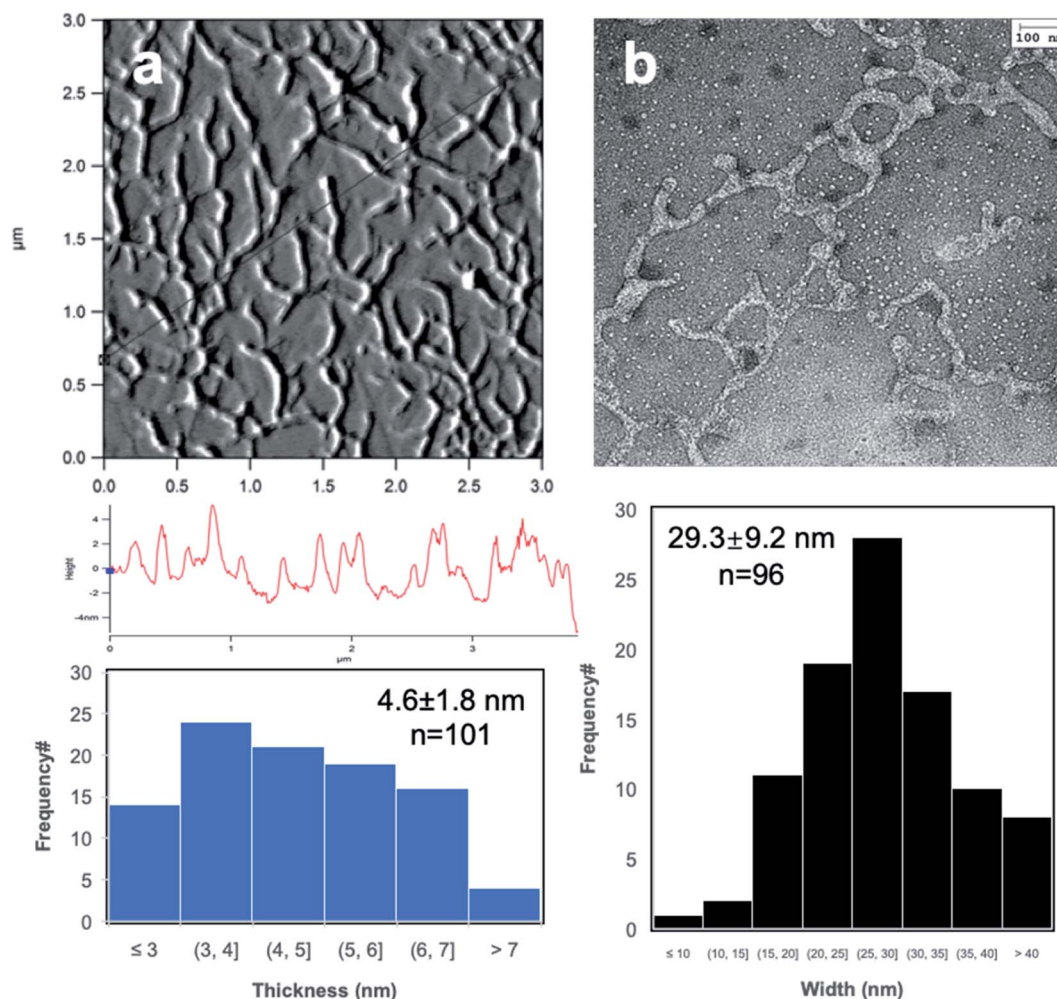 a
3.0
2.5
2.0
1.5
1.0
0.5
0.0
µm
0.0 0.5 1.0 1.5 2.0 2.5 3.0
b
100 nm
4
2
0
-2
-4nm
Height
0 1 2 3
µm
30
25
20
15
10
5
0
Frequency#
4.6±1.8 nm
n=101
≤ 3 (3, 4] (4, 5] (5, 6] (6, 7] > 7
Thickness (nm)
30
25
20
15
10
5
0
Frequency#
29.3±9.2 nm
n=96
≤ 10 (10, 15] (15, 20] (20, 25] (25, 30] (30, 35] (35, 40] > 40
Width (nm)